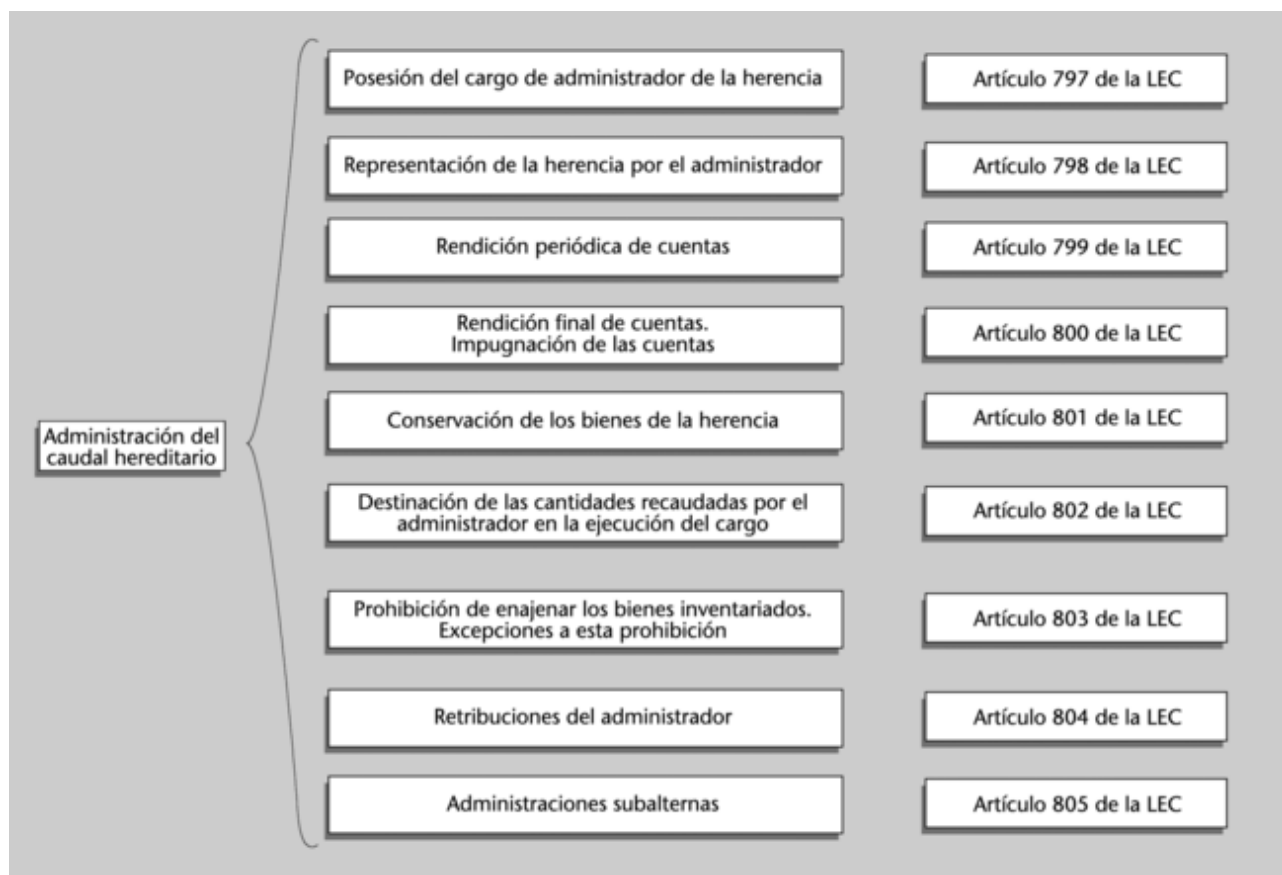 Administración del
caudal hereditario
Posesión del cargo de administrador de la herencia
Artículo 797 de la LEC
Representación de la herencia por el administrador
Artículo 798 de la LEC
Rendición periódica de cuentas
Artículo 799 de la LEC
Rendición final de cuentas.
Impugnación de las cuentas
Artículo 800 de la LEC
Conservación de los bienes de la herencia
Artículo 801 de la LEC
Destinación de las cantidades recaudadas por el
administrador en la ejecución del cargo
Artículo 802 de la LEC
Prohibición de enajenar los bienes inventariados.
Excepciones a esta prohibición
Artículo 803 de la LEC
Retribuciones del administrador
Artículo 804 de la LEC
Administraciones subalternas
Artículo 805 de la LEC